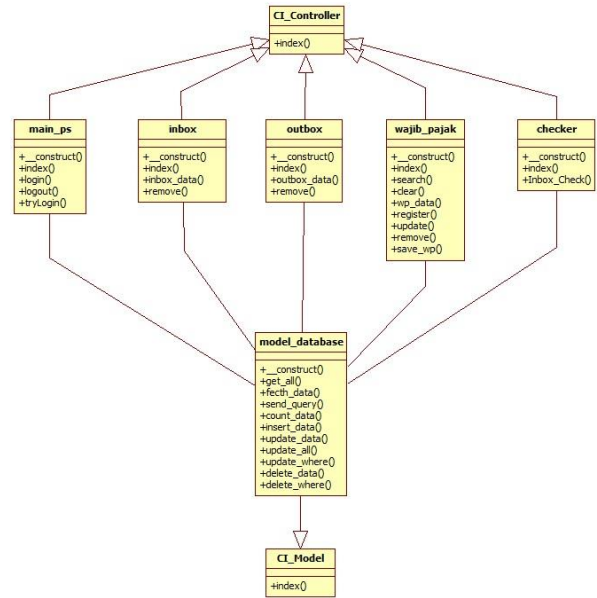 CI_Controller
+index()
main_ps
+__construct()
+index()
+login()
+logout()
+tryLogin()
inbox
+__construct()
+index()
+inbox_data()
+remove()
outbox
+__construct()
+index()
+outbox_data()
+remove()
wajib_pajak
+__construct()
+index()
+search()
+clear()
+wp_data()
+register()
+update()
+remove()
+save_wp()
checker
+__construct()
+index()
+Inbox_Check()
model_database
+__construct()
+get_all()
+fecth_data()
+send_query()
+count_data()
+insert_data()
+update_data()
+update_all()
+update_where()
+delete_data()
+delete_where()
CI_Model
+index()